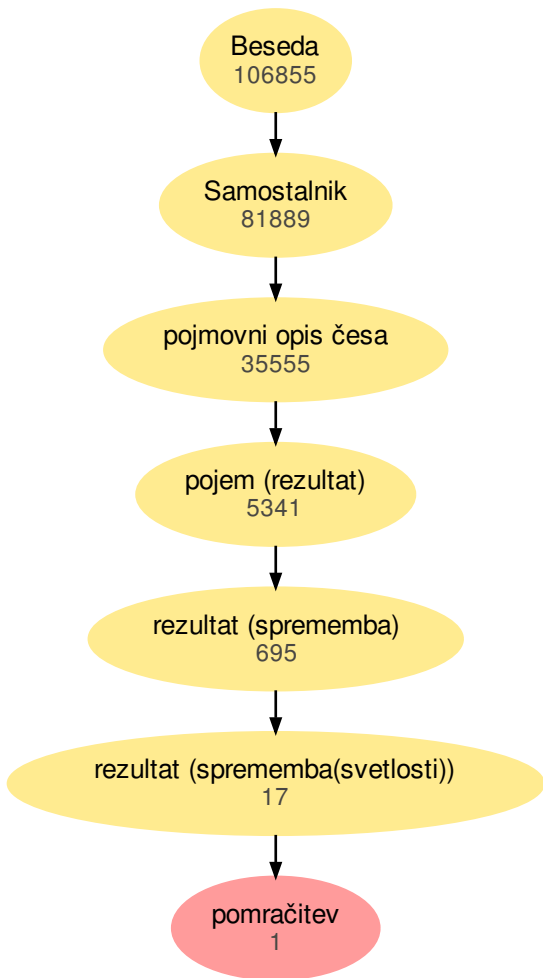 Beseda
106855
Samostalnik
81889
pojmovni opis česa
35555
pojem (rezultat)
5341
rezultat (sprememba)
695
rezultat (sprememba(svetlosti))
17
pomračitev
1